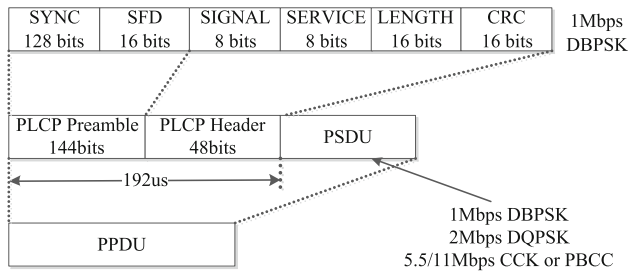 SYNC
128 bits
SFD
16 bits
SIGNAL
8 bits
SERVICE
8 bits
LENGTH
16 bits
CRC
16 bits
1Mbps
DBPSK
PLCP Preamble
144bits
PLCP Header
48bits
PSDU
192us
1Mbps DBPSK
2Mbps DQPSK
5.5/11Mbps CCK or PBCC
PPDU